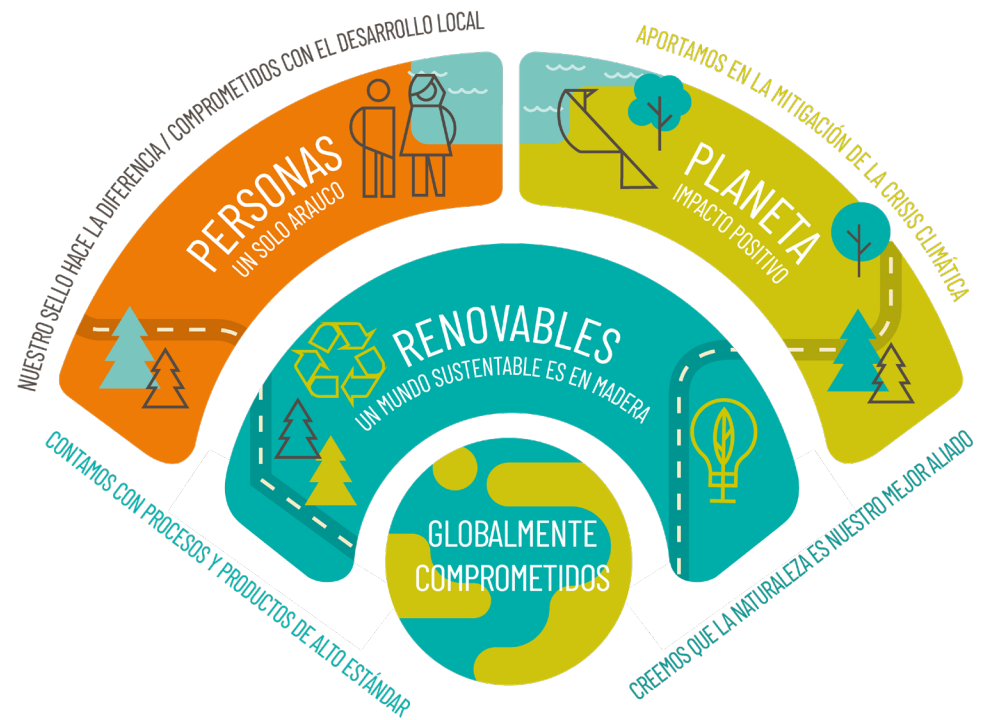 NUESTRO SELLO HACE LA DIFERENCIA / COMPROMETIDOS CON EL DESARROLLO LOCAL
APORTAMOS EN LA MITIGACIÓN DE LA CRISIS CLIMÁTICA
PERSONAS
UN SOLO ARAUCO
PLANETA
IMPACTO POSITIVO
RENOVABLES
UN MUNDO SUSTENTABLE ES EN MADERA
GLOBALMENTE
COMPROMETIDOS
CONTAMOS CON PROCESOS Y PRODUCTOS DE ALTO ESTÁNDAR
CREEMOS QUE LA NATURALEZA ES NUESTRO MEJOR ALIADO